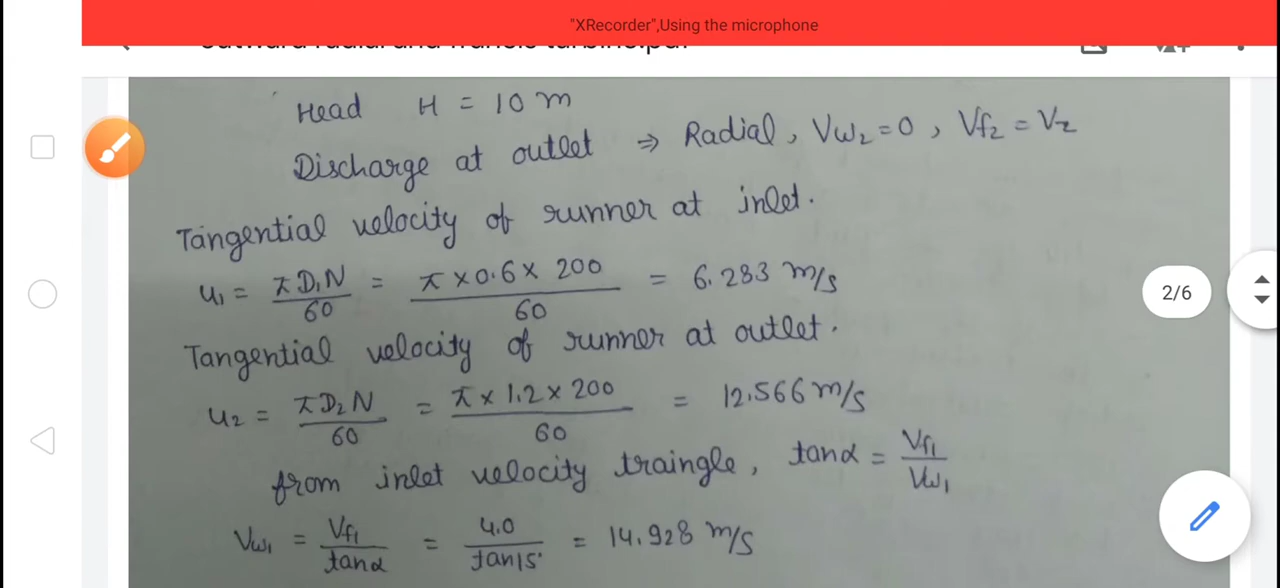 "XRecorder",Using the microphone
Head H = 10 m
Discharge at outlet ⇒ Radial, Vw₂=0, Vf₂ = V₂
Tangential velocity of runner at inlet.
u₁ = πD₁N/60 = π×0.6×200/60 = 6.283 m/s
2/6
Tangential velocity of runner at outlet.
u₂ = πD₂N/60 = π×1.2×200/60 = 12.566 m/s
from inlet velocity traingle, tanα = Vf₁/Vw₁
Vw₁ = Vf₁/tanα = 4.0/tan15° = 14.928 m/s